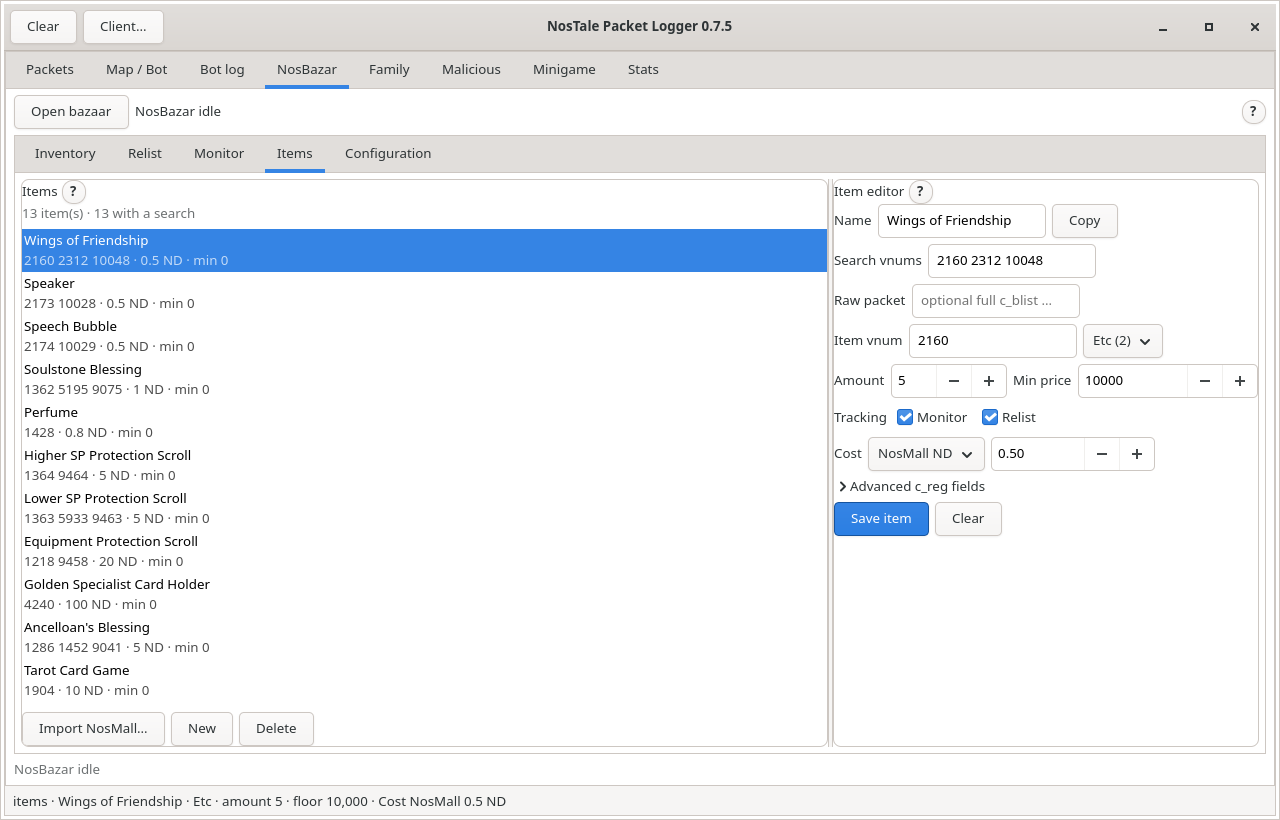 Clear Client... NosTale Packet Logger 0.7.5
Packets Map / Bot Bot log NosBazar Family Malicious Minigame Stats
Open bazaar NosBazar idle ?
Inventory Relist Monitor Items Configuration
Items ?
13 item(s) · 13 with a search
Wings of Friendship
2160 2312 10048 · 0.5 ND · min 0
Speaker
2173 10028 · 0.5 ND · min 0
Speech Bubble
2174 10029 · 0.5 ND · min 0
Soulstone Blessing
1362 5195 9075 · 1 ND · min 0
Perfume
1428 · 0.8 ND · min 0
Higher SP Protection Scroll
1364 9464 · 5 ND · min 0
Lower SP Protection Scroll
1363 5933 9463 · 5 ND · min 0
Equipment Protection Scroll
1218 9458 · 20 ND · min 0
Golden Specialist Card Holder
4240 · 100 ND · min 0
Ancelloan's Blessing
1286 1452 9041 · 5 ND · min 0
Tarot Card Game
1904 · 10 ND · min 0
Import NosMall... New Delete
Item editor ?
Name Wings of Friendship Copy
Search vnums 2160 2312 10048
Raw packet optional full c_blist ...
Item vnum 2160 Etc (2)
Amount 5 − + Min price 10000 − +
Tracking Monitor Relist
Cost NosMall ND 0.50 − +
Advanced c_reg fields
Save item Clear
NosBazar idle
items · Wings of Friendship · Etc · amount 5 · floor 10,000 · Cost NosMall 0.5 ND